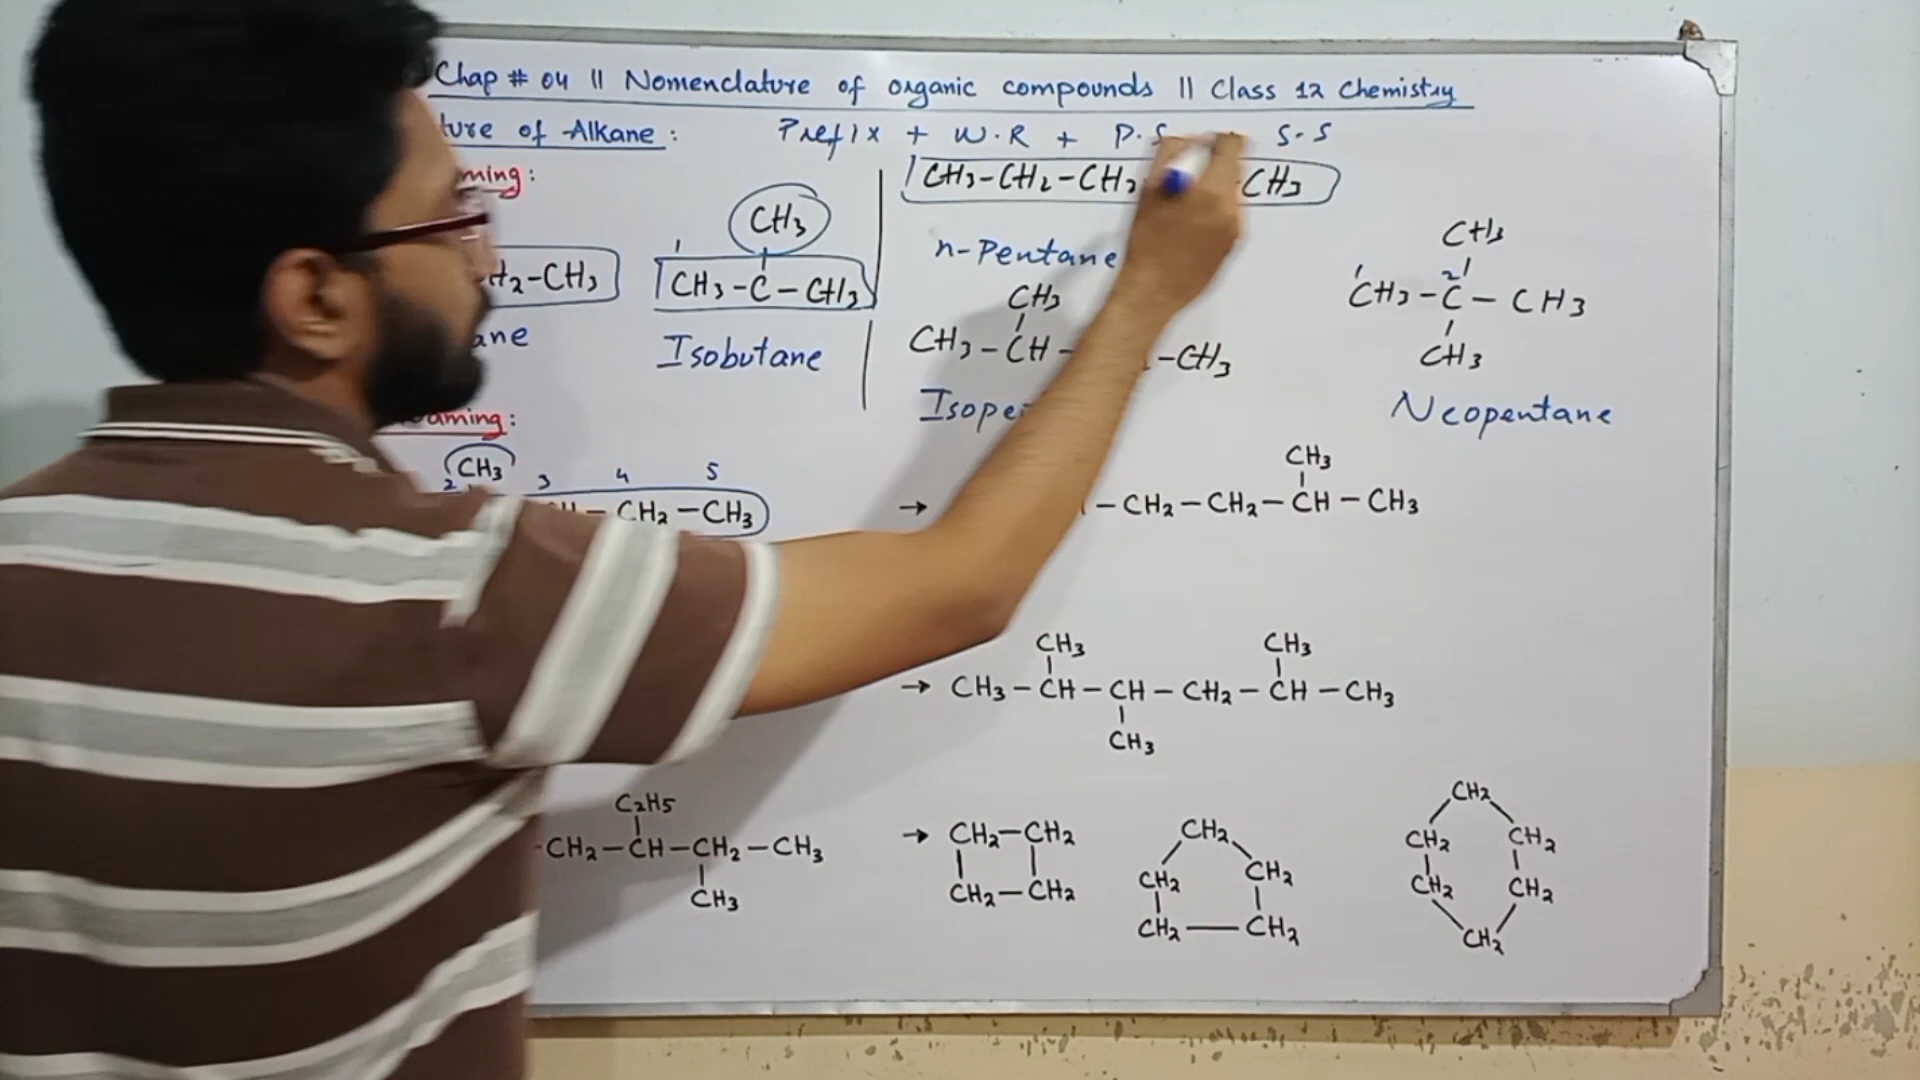 Chap # 04 || Nomenclature of organic compounds || Class 12 Chemistry
ture of Alkane : Prefix + W.R + P.S S.S
ming :
CH3-CH2-CH2 CH3
n-Pentane
H2-CH3
ane
CH3
1
CH3-C-CH3
Isobutane
CH3
CH3-CH- -CH3
Isope
CH3
1 2
CH3-C-CH3
CH3
Neopentane
aming :
CH3
2 3 4 5
CH2-CH3
→ -CH2-CH2-CH-CH3
CH3
→ CH3-CH-CH-CH2-CH-CH3
CH3 CH3
CH3
C2H5
-CH2-CH-CH2-CH3
CH3
→ CH2-CH2
CH2-CH2
CH2
CH2 CH2
CH2-CH2
CH2
CH2 CH2
CH2 CH2
CH2